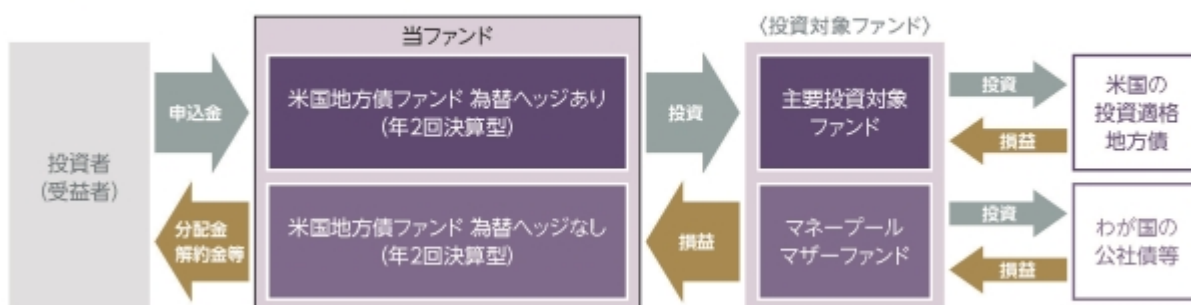 〈投資対象ファンド〉
当ファンド
投資者
(受益者)
申込金
分配金
解約金等
米国地方債ファンド 為替ヘッジあり
(年2回決算型)
米国地方債ファンド 為替ヘッジなし
(年2回決算型)
投資
損益
主要投資対象
ファンド
マネープール
マザーファンド
投資
損益
投資
損益
米国の
投資適格
地方債
わが国の
公社債等